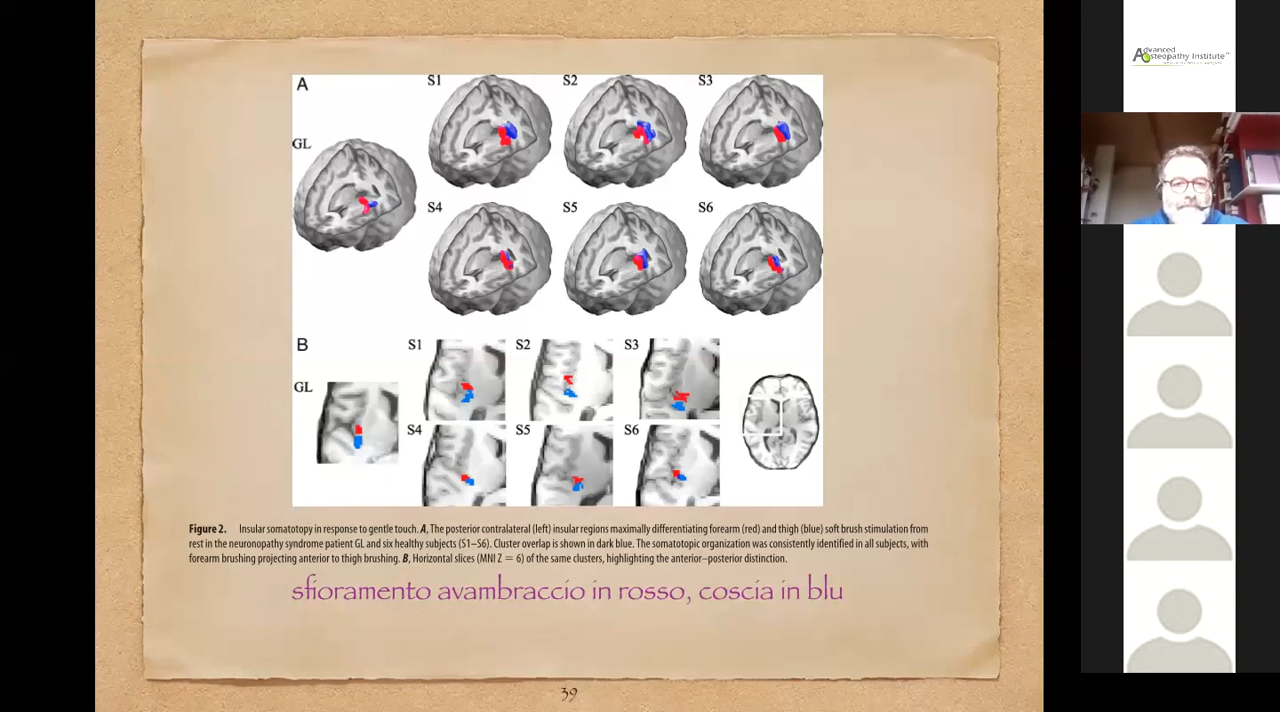 A
S1
S2
S3
GL
S4
S5
S6
B
S1
S2
S3
GL
S4
S5
S6
Figure 2. Insular somatotopy in response to gentle touch. A, The posterior contralateral (left) insular regions maximally differentiating forearm (red) and thigh (blue) soft brush stimulation from
rest in the neuronopathy syndrome patient GL and six healthy subjects (S1–S6). Cluster overlap is shown in dark blue. The somatotopic organization was consistently identified in all subjects, with
forearm brushing projecting anterior to thigh brushing. B, Horizontal slices (MNI Z = 6) of the same clusters, highlighting the anterior–posterior distinction.
sfioramento avambraccio in rosso, coscia in blu
39
Advanced
Osteopathy Institute™